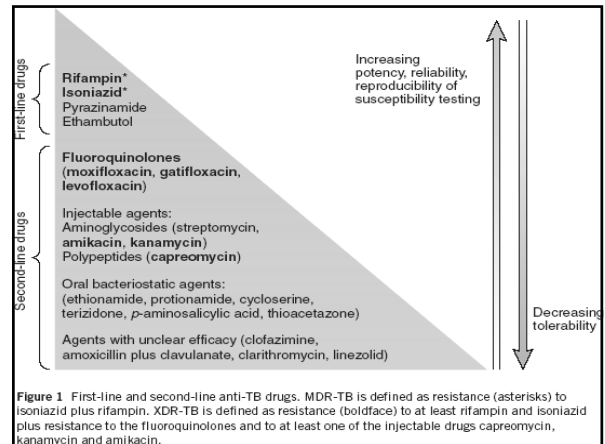 First-line drugs
Rifampin*
Isoniazid*
Pyrazinamide
Ethambutol
Increasing
potency, reliability,
reproducibility of
susceptibility testing
Second-line drugs
Fluoroquinolones
(moxifloxacin, gatifloxacin,
levofloxacin)
Injectable agents:
Aminoglycosides (streptomycin,
amikacin, kanamycin)
Polypeptides (capreomycin)
Oral bacteriostatic agents:
(ethionamide, protionamide, cycloserine,
terizidone, p-aminosalicylic acid, thioacetazone)
Agents with unclear efficacy (clofazimine,
amoxicillin plus clavulanate, clarithromycin, linezolid)
Decreasing
tolerability
Figure 1 First-line and second-line anti-TB drugs. MDR-TB is defined as resistance (asterisks) to
isoniazid plus rifampin. XDR-TB is defined as resistance (boldface) to at least rifampin and isoniazid
plus resistance to the fluoroquinolones and to at least one of the injectable drugs capreomycin,
kanamycin and amikacin.